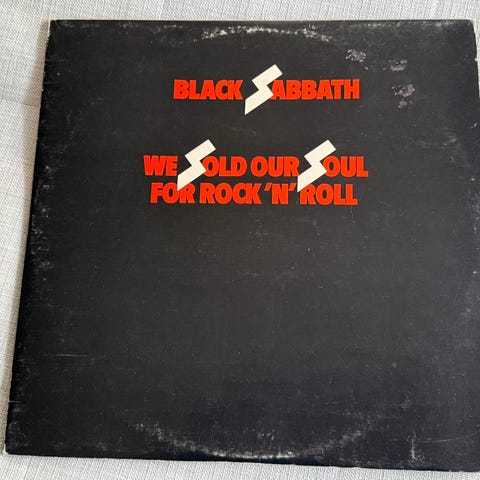 BLACK SABBATH
WE SOLD OUR SOUL
FOR ROCK 'N' ROLL